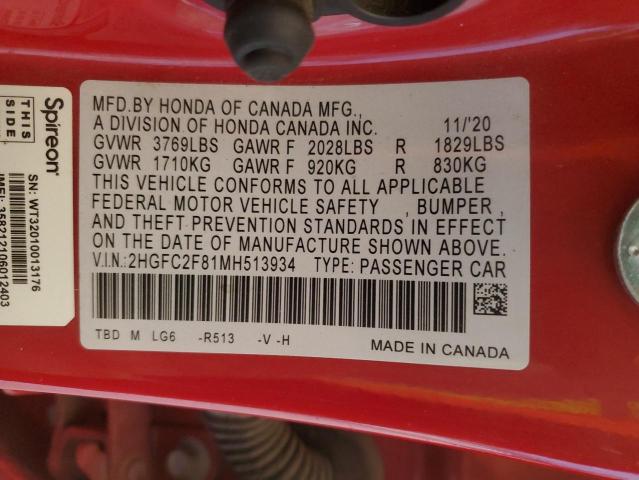 MFD.BY HONDA OF CANADA MFG.,
A DIVISION OF HONDA CANADA INC. 11/'20
GVWR 3769LBS GAWR F 2028LBS R 1829LBS
GVWR 1710KG GAWR F 920KG R 830KG
THIS VEHICLE CONFORMS TO ALL APPLICABLE
FEDERAL MOTOR VEHICLE SAFETY , BUMPER,
AND THEFT PREVENTION STANDARDS IN EFFECT
ON THE DATE OF MANUFACTURE SHOWN ABOVE.
V.I.N.:2HGFC2F81MH513934 TYPE: PASSENGER CAR
TBD M LG6 -R513 -V -H
MADE IN CANADA
THIS
SIDE
Spireon
SN: WT32010013176
IMEI: 358212106012403